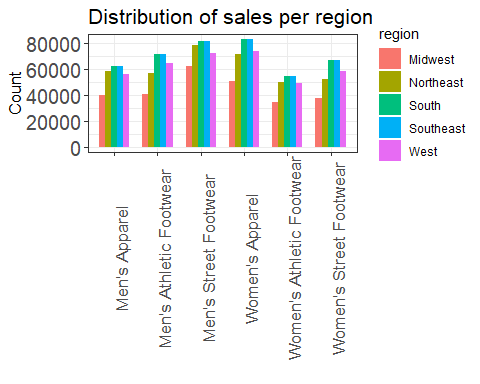 Distribution of sales per region
Count
80000
60000
40000
20000
0
Men's Apparel
Men's Athletic Footwear
Men's Street Footwear
Women's Apparel
Women's Athletic Footwear
Women's Street Footwear
region
Midwest
Northeast
South
Southeast
West